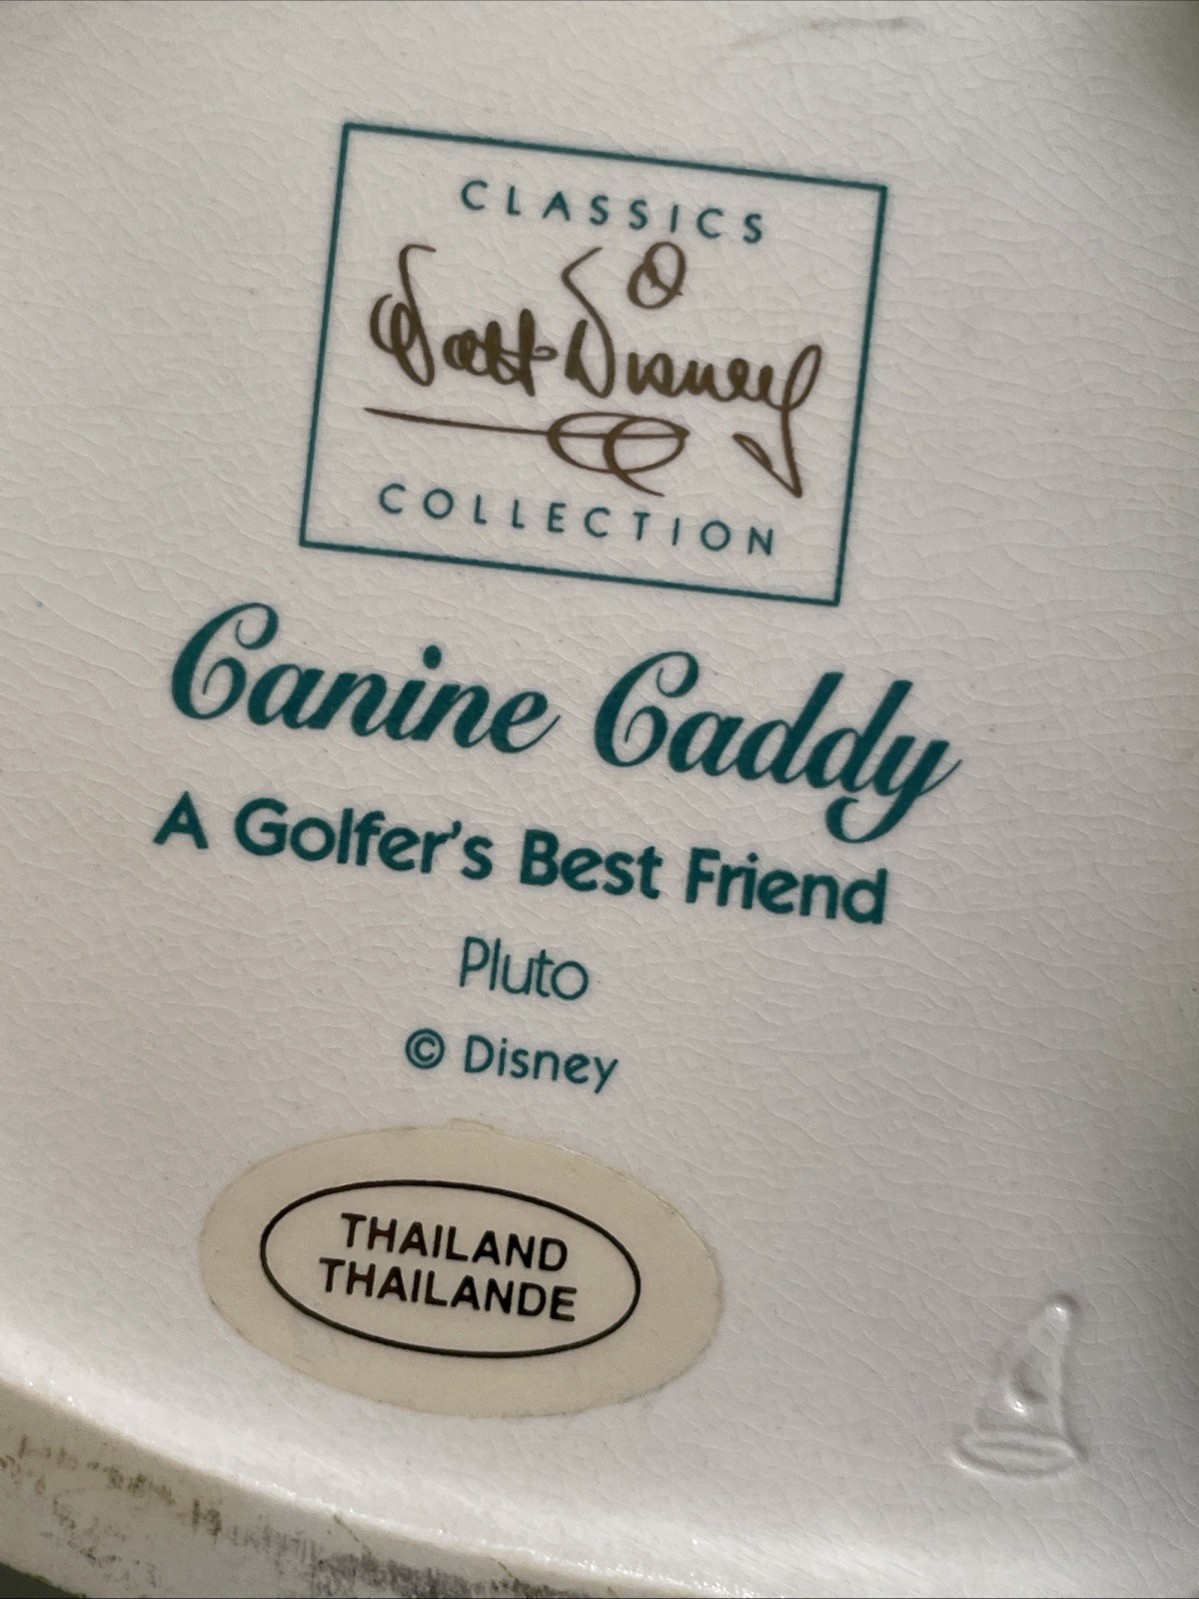 CLASSICS
Walt Disney
COLLECTION
Canine Caddy
A Golfer's Best Friend
Pluto
© Disney
THAILAND
THAILANDE